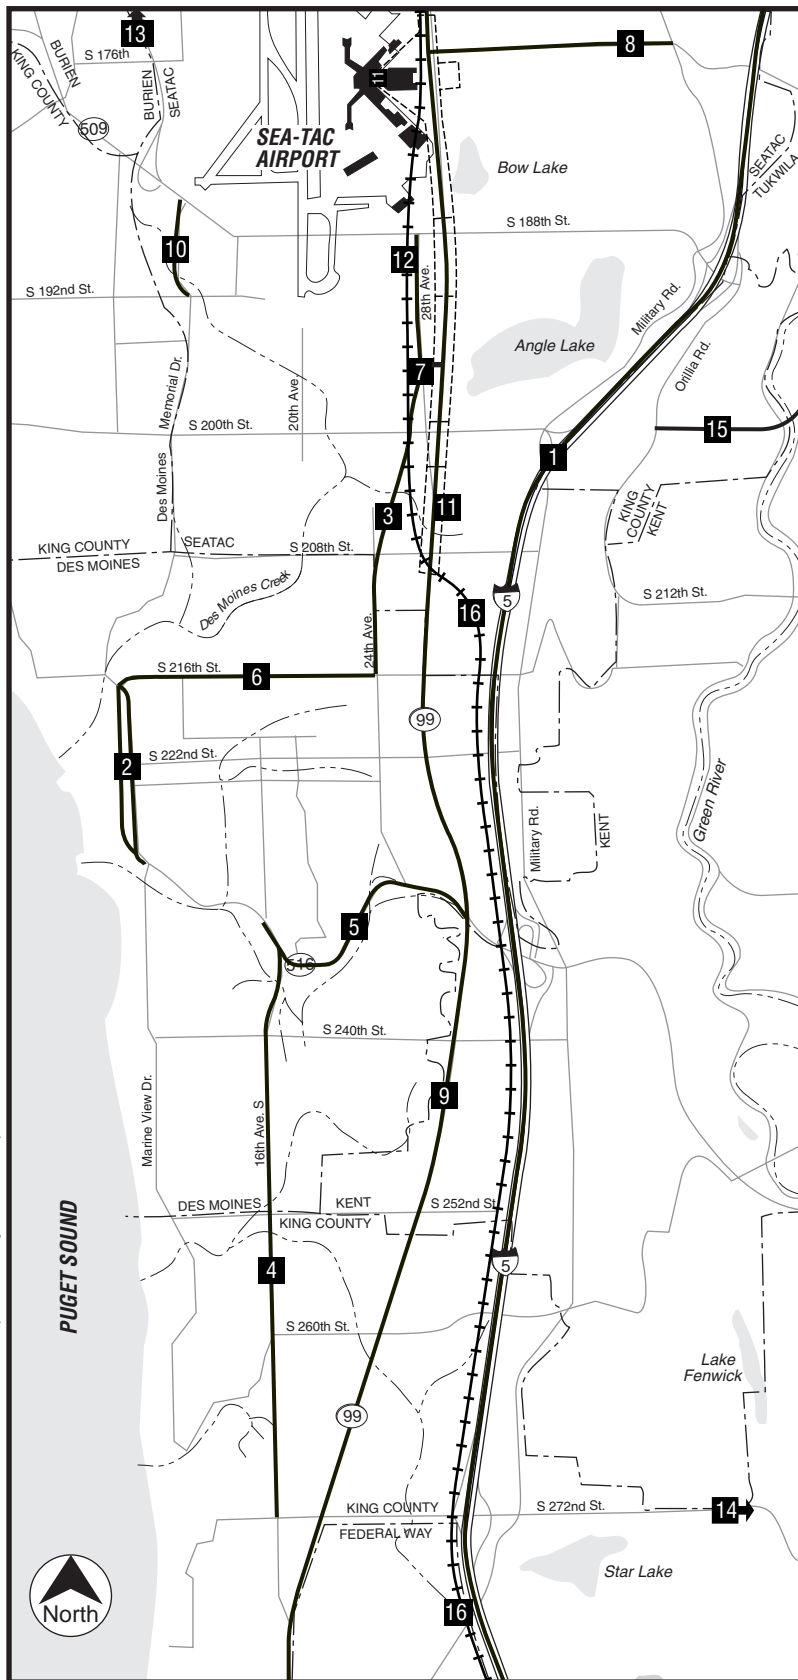 13
S 176th
BURIEN
KING COUNTY
BURIEN
SEATAC
509
11
8
SEA-TAC
AIRPORT
Bow Lake
SEATAC
TUKWILA
S 188th St.
10
12
28th Ave.
S 192nd St.
Military Rd.
Angle Lake
Orillia Rd.
7
Memorial Dr.
20th Ave.
S 200th St.
15
1
Des Moines
KING
COUNTY
KENT
3
11
KING COUNTY
SEATAC
S 208th St.
DES MOINES
Des Moines Creek
S 212th St.
5
16
24th Ave.
S 216th St.
6
99
S 222nd St.
2
Green River
Military Rd.
KENT
5
516
S 240th St.
Marine View Dr.
16th Ave. S
9
DES MOINES
KENT
S 252nd St.
KING COUNTY
PUGET SOUND
4
5
S 260th St.
Lake
Fenwick
99
KING COUNTY
S 272nd St.
14
FEDERAL WAY
Star Lake
North
16